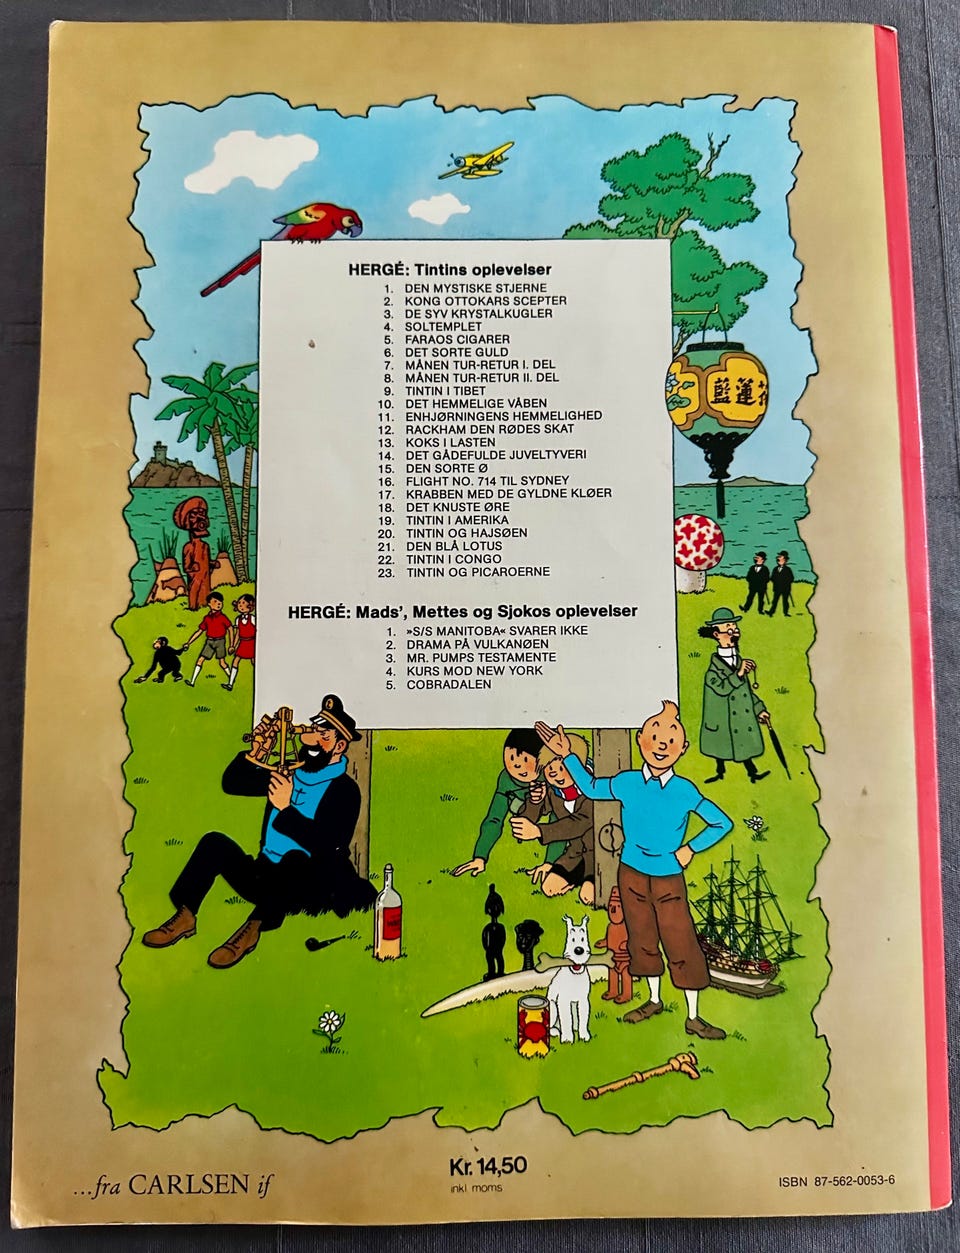 HERGÉ: Tintins oplevelser
1. DEN MYSTISKE STJERNE
2. KONG OTTOKARS SCEPTER
3. DE SYV KRYSTALKUGLER
4. SOLTEMPLET
5. FARAOS CIGARER
6. DET SORTE GULD
7. MÅNEN TUR-RETUR I. DEL
8. MÅNEN TUR-RETUR II. DEL
9. TINTIN I TIBET
10. DET HEMMELIGE VÅBEN
11. ENHJØRNINGENS HEMMELIGHED
12. RACKHAM DEN RØDES SKAT
13. KOKS I LASTEN
14. DET GÅDEFULDE JUVELTYVERI
15. DEN SORTE Ø
16. FLIGHT NO. 714 TIL SYDNEY
17. KRABBEN MED DE GYLDNE KLØER
18. DET KNUSTE ØRE
19. TINTIN I AMERIKA
20. TINTIN OG HAJSØEN
21. DEN BLÅ LOTUS
22. TINTIN I CONGO
23. TINTIN OG PICAROERNE
藍蓮
HERGÉ: Mads', Mettes og Sjokos oplevelser
1. »S/S MANITOBA« SVARER IKKE
2. DRAMA PÅ VULKANØEN
3. MR. PUMPS TESTAMENTE
4. KURS MOD NEW YORK
5. COBRADALEN
...fra CARLSEN if
Kr. 14,50
inkl. moms
ISBN 87-562-0053-6